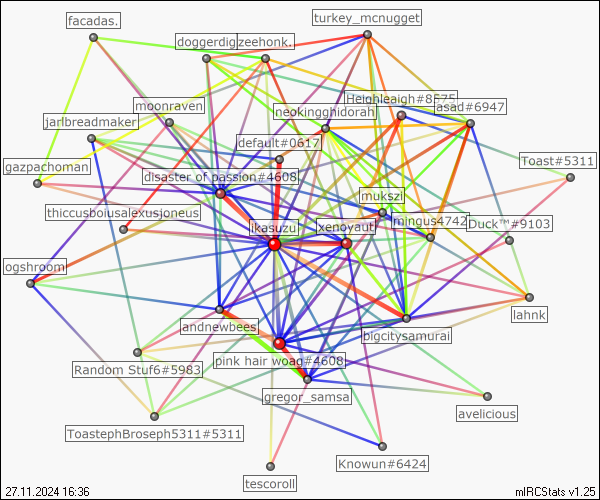 turkey_mcnugget
facadas.
doggerdig
zeehonk.
Heighleaigh#8575
asad#6947
moonraven
neokingghidorah
jarlbreadmaker
default#0617
Toast#5311
gazpachoman
disaster of passion#4608
mukszi
thiccusboiusalexusjoneus
ikasuzu
xenoyaut
mingus4742
Duck™#9103
ogshroom
lahnk
andnewbees
bigcitysamurai
Random Stuf6#5983
pink hair woag#4608
gregor_samsa
avelicious
ToastephBroseph5311#5311
Knowun#6424
tescoroll
27.11.2024 16:36
mIRCStats v1.25